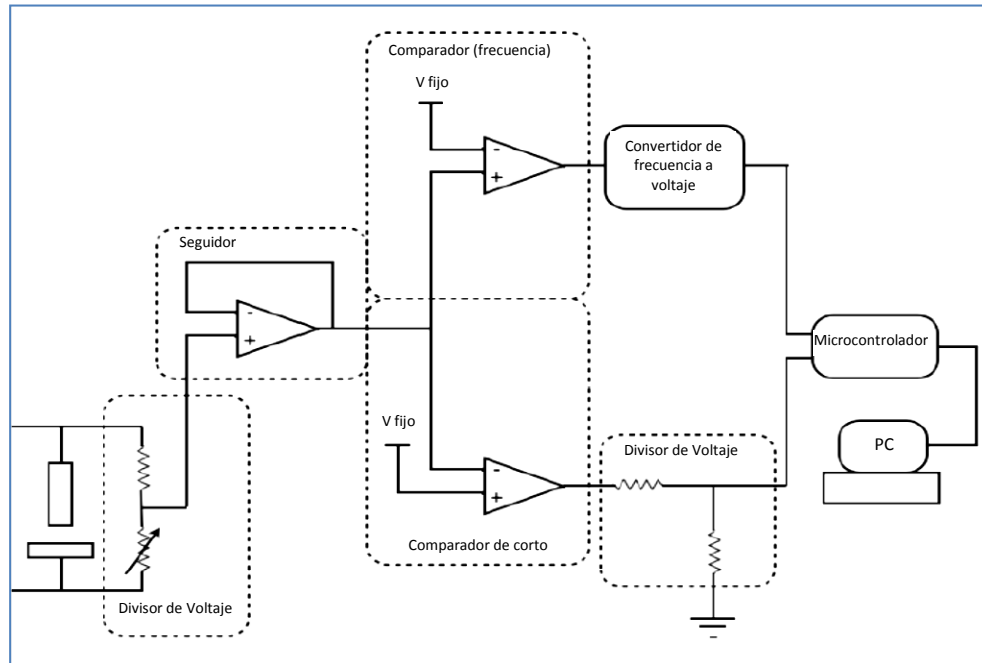 Comparador (frecuencia)
V fijo
-
+
Convertidor de
frecuencia a
voltaje
Seguidor
-
+
Microcontrolador
V fijo
-
+
Divisor de Voltaje
PC
Comparador de corto
Divisor de Voltaje